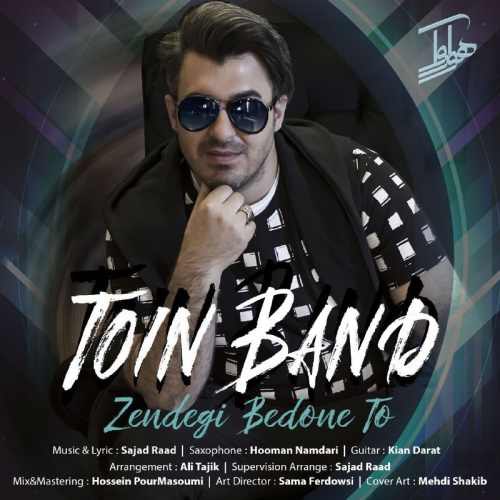 TOIN BAND
Zendegi Bedone To
Music & Lyric : Sajad Raad | Saxophone : Hooman Namdari | Guitar : Kian Darat
Arrangement : Ali Tajik | Supervision Arrange : Sajad Raad
Mix&Mastering : Hossein PourMasoumi | Art Director : Sama Ferdowsi | Cover Art : Mehdi Shakib